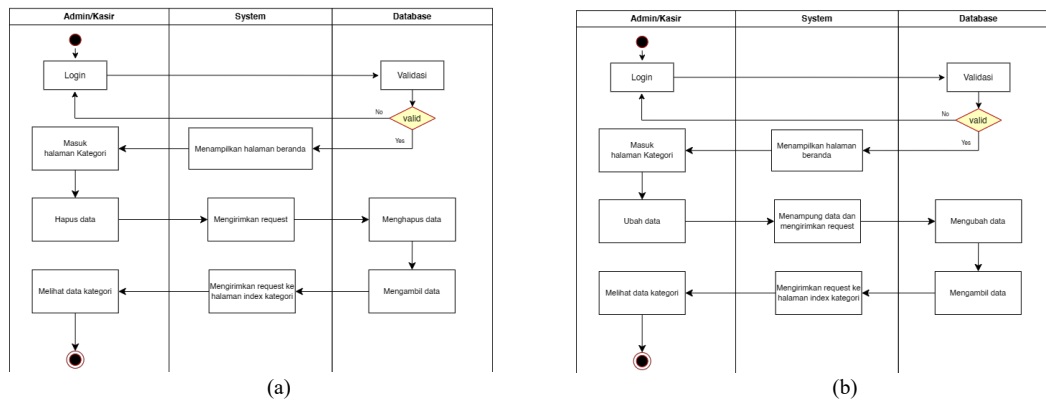 Admin/Kasir
System
Database
Login
Validasi
No
valid
Yes
Masuk
halaman Kategori
Menampilkan halaman beranda
Hapus data
Mengirimkan request
Menghapus data
Melihat data kategori
Mengirimkan request ke
halaman index kategori
Mengambil data
(a)
Admin/Kasir
System
Database
Login
Validasi
No
valid
Yes
Masuk
halaman Kategori
Menampilkan halaman
beranda
Ubah data
Menampung data dan
mengirimkan request
Mengubah data
Melihat data kategori
Mengirimkan request ke
halaman index kategori
Mengambil data
(b)